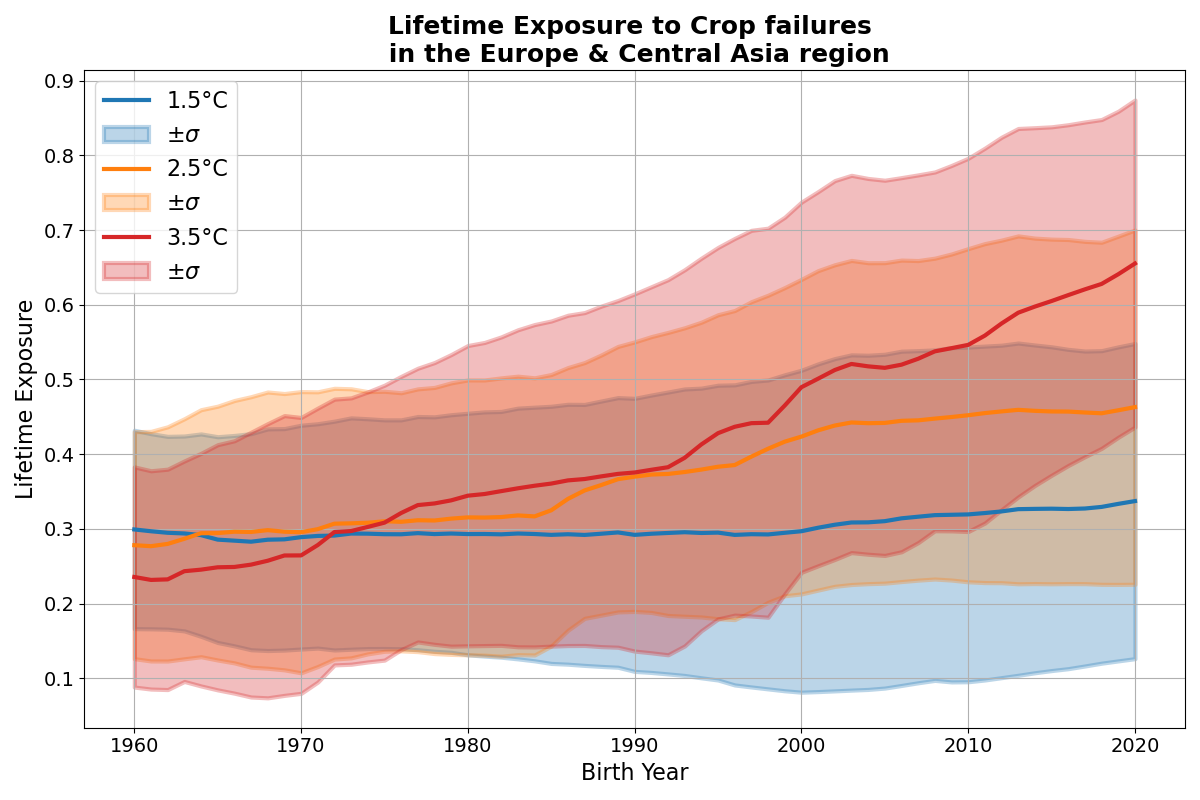 Lifetime Exposure to Crop failures
in the Europe & Central Asia region
0.9
0.8
0.7
0.6
0.5
0.4
0.3
0.2
0.1
Lifetime Exposure
1.5°C
±σ
2.5°C
±σ
3.5°C
±σ
1960 1970 1980 1990 2000 2010 2020
Birth Year